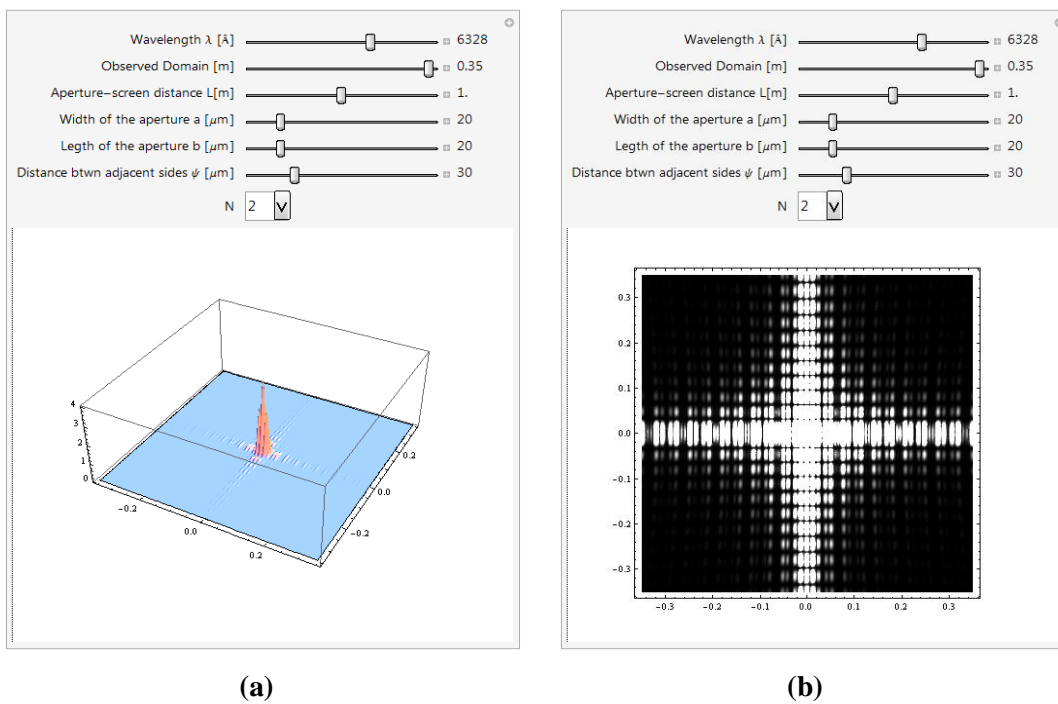 Wavelength λ [Å] 6328
Observed Domain [m] 0.35
Aperture−screen distance L[m] 1.
Width of the aperture a [μm] 20
Legth of the aperture b [μm] 20
Distance btwn adjacent sides ψ [μm] 30
N 2
4
3
2
1
0
−0.2
0.0
0.2
0.2
0.0
−0.2
(a)
Wavelength λ [Å] 6328
Observed Domain [m] 0.35
Aperture−screen distance L[m] 1.
Width of the aperture a [μm] 20
Legth of the aperture b [μm] 20
Distance btwn adjacent sides ψ [μm] 30
N 2
0.3
0.2
0.1
0.0
−0.1
−0.2
−0.3
−0.3 −0.2 −0.1 0.0 0.1 0.2 0.3
(b)